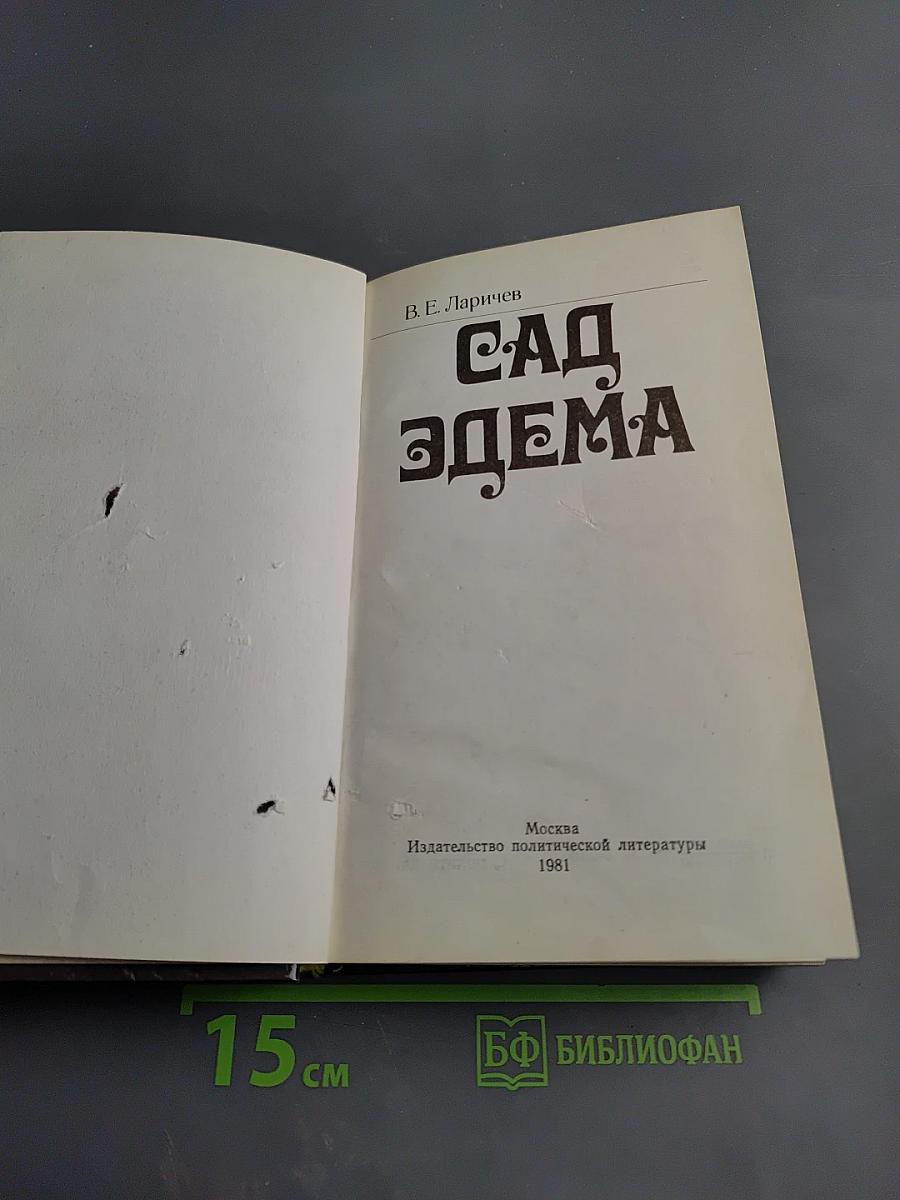 В. Е. Ларичев
САД
ЭДЕМА
Москва
Издательство политической литературы
1981
15 см
БФ БИБЛИОФАН